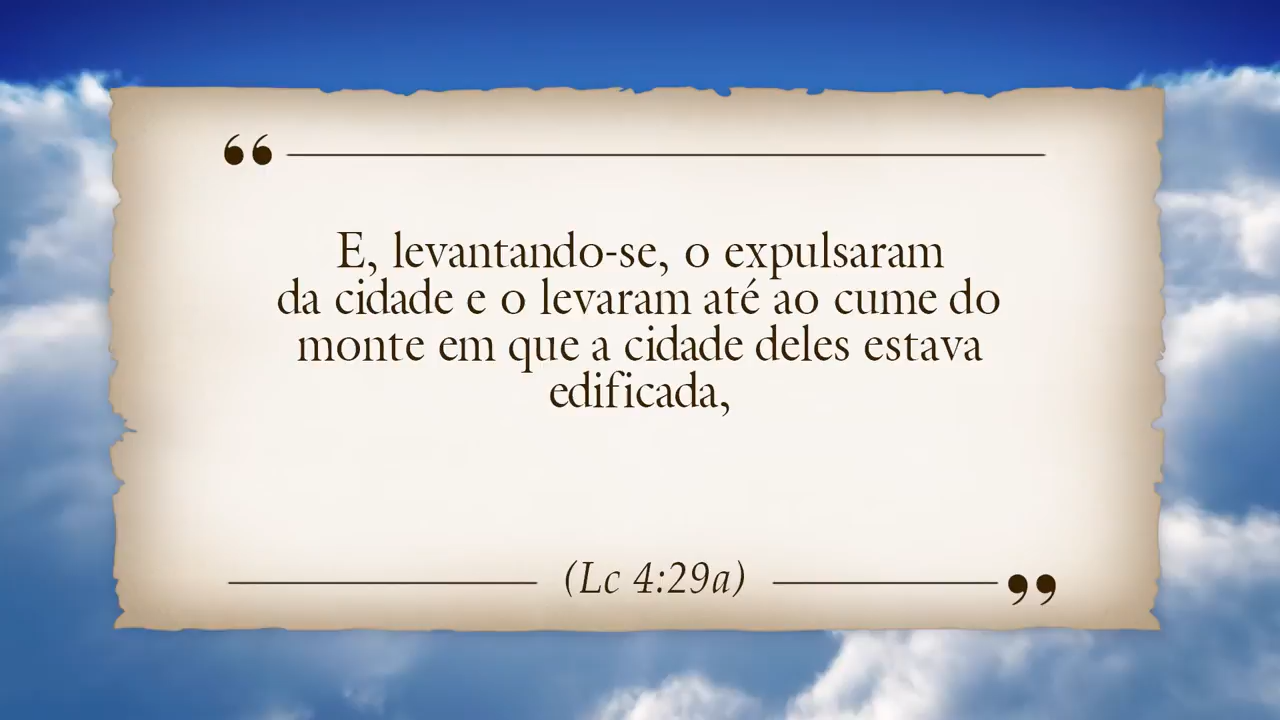 “
E, levantando-se, o expulsaram
da cidade e o levaram até ao cume do
monte em que a cidade deles estava
edificada,
(Lc 4:29a)
”